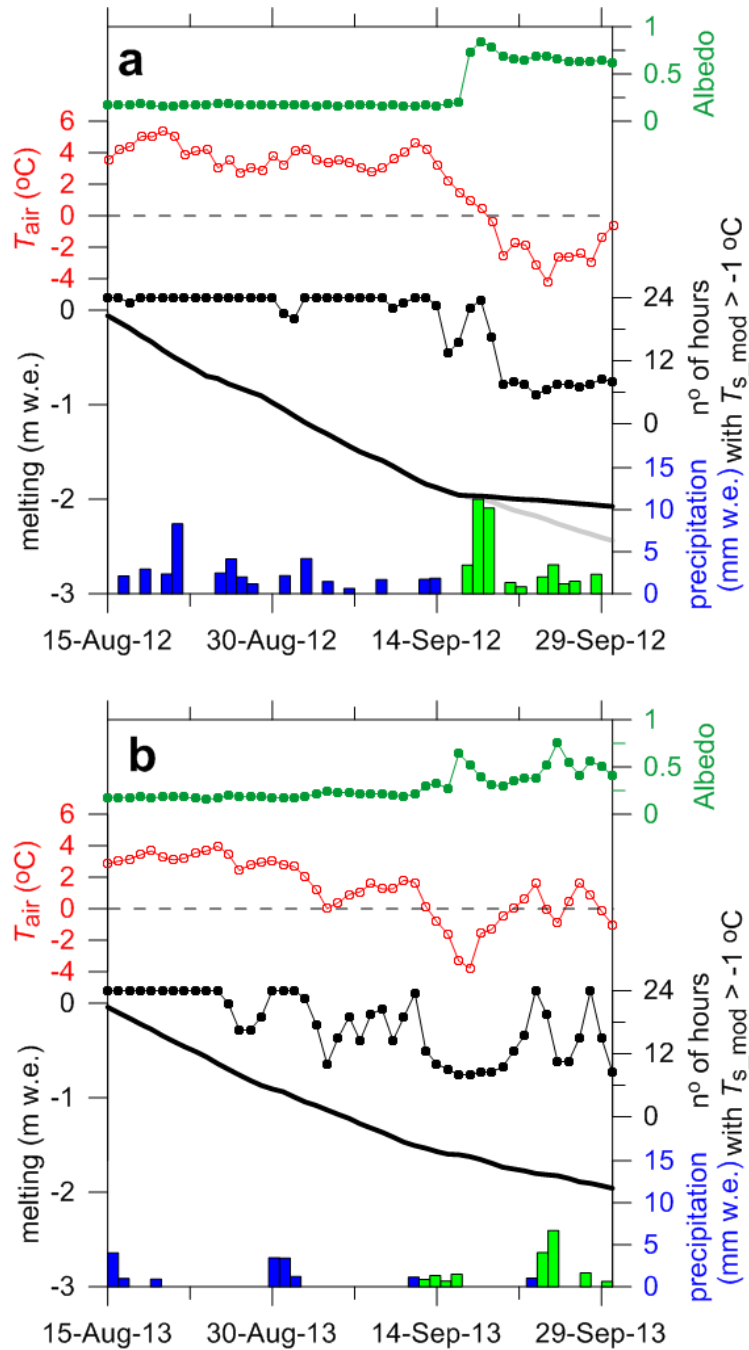 a
1
0.5
0
Albedo
6
4
2
0
-2
-4
Tair (ºC)
24
12
0
nº of hours
with Ts_mod > -1 ºC
0
-1
-2
-3
melting (m w.e.)
15
10
5
0
precipitation
(mm w.e.)
15-Aug-12
30-Aug-12
14-Sep-12
29-Sep-12
b
1
0.5
0
Albedo
6
4
2
0
-2
-4
Tair (ºC)
24
12
0
nº of hours
with Ts_mod > -1 ºC
0
-1
-2
-3
melting (m w.e.)
15
10
5
0
precipitation
(mm w.e.)
15-Aug-13
30-Aug-13
14-Sep-13
29-Sep-13